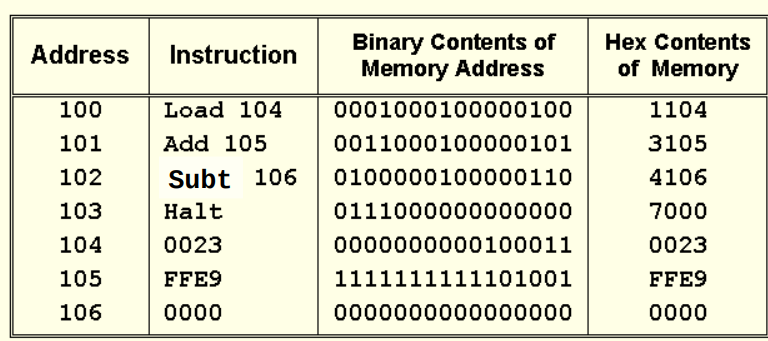 Address Instruction Binary Contents of Memory Address Hex Contents of Memory
100 Load 104 0001000100000100 1104
101 Add 105 0011000100000101 3105
102 Subt 106 0100000100000110 4106
103 Halt 0111000000000000 7000
104 0023 0000000000100011 0023
105 FFE9 1111111111101001 FFE9
106 0000 0000000000000000 0000